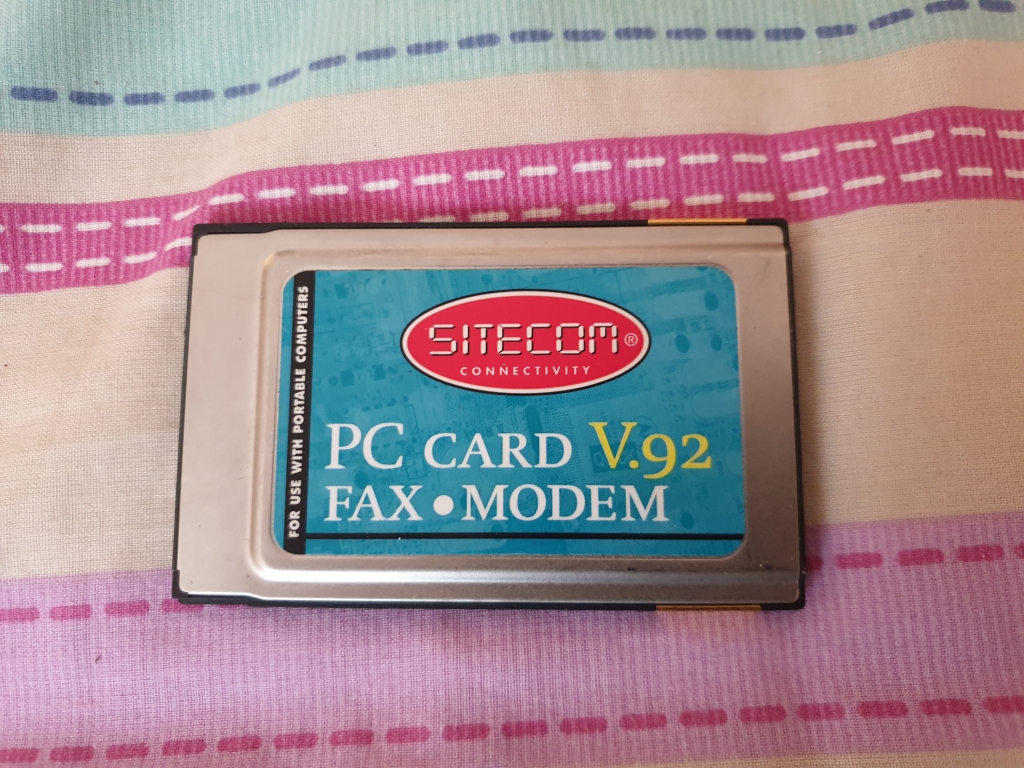 FOR USE WITH PORTABLE COMPUTERS
SITECOM®
CONNECTIVITY
PC CARD V.92
FAX • MODEM